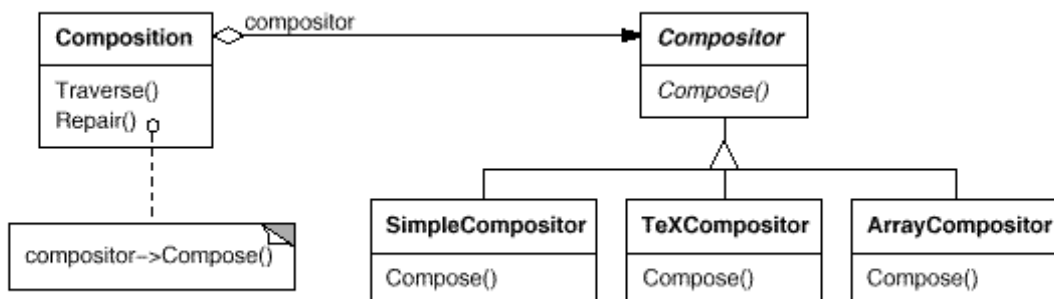 compositor
Composition
Traverse()
Repair()
compositor->Compose()
Compositor
Compose()
SimpleCompositor
Compose()
TeXCompositor
Compose()
ArrayCompositor
Compose()